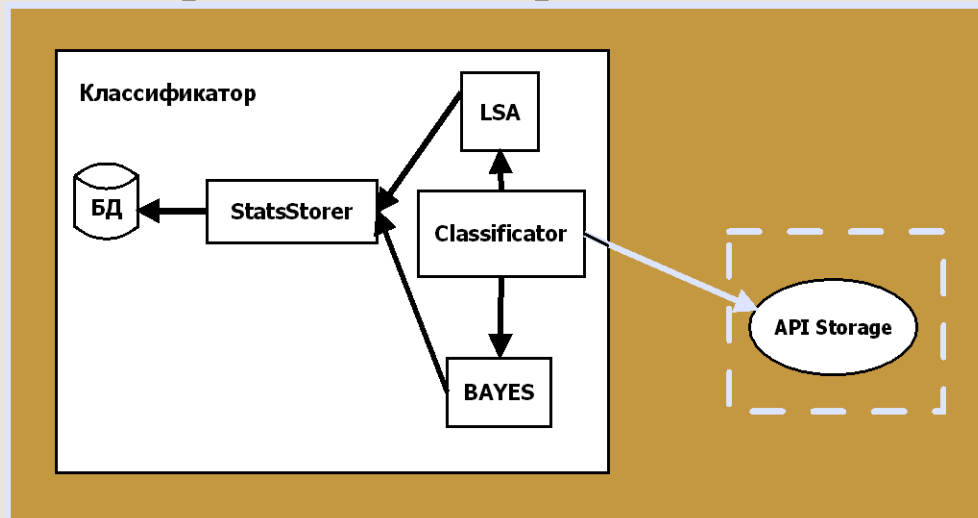 Классификатор
LSA
БД
StatsStorer
Classificator
API Storage
BAYES